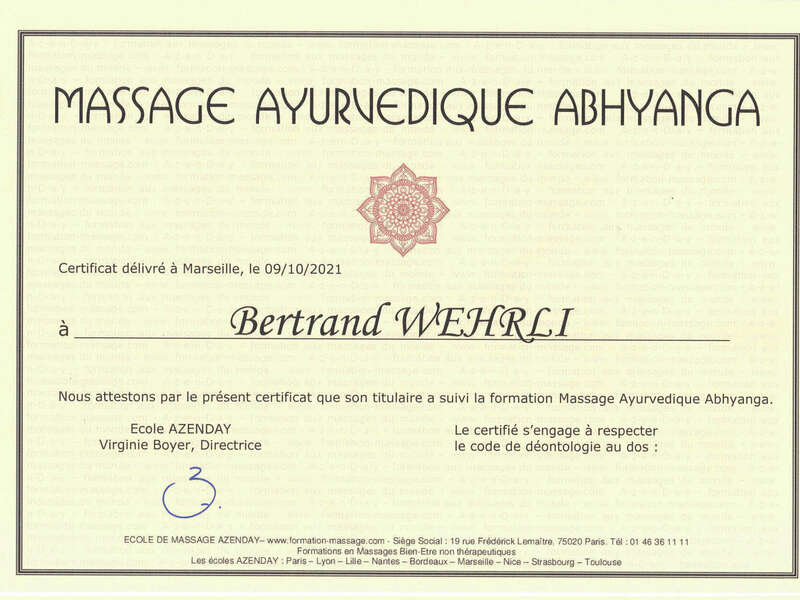 MASSAGE AYURVEDIQUE ABHYANGA
Certificat délivré à Marseille, le 09/10/2021
à Bertrand WEHRLI
Nous attestons par le présent certificat que son titulaire a suivi la formation Massage Ayurvedique Abhyanga.
Ecole AZENDAY
Virginie Boyer, Directrice
Le certifié s'engage à respecter
le code de déontologie au dos :
ECOLE DE MASSAGE AZENDAY– www.formation-massage.com - Siège Social : 19 rue Frédérick Lemaître, 75020 Paris. Tél : 01 46 36 11 11
Formations en Massages Bien-Etre non thérapeutiques
Les écoles AZENDAY : Paris – Lyon – Lille – Nantes – Bordeaux – Marseille – Nice – Strasbourg – Toulouse